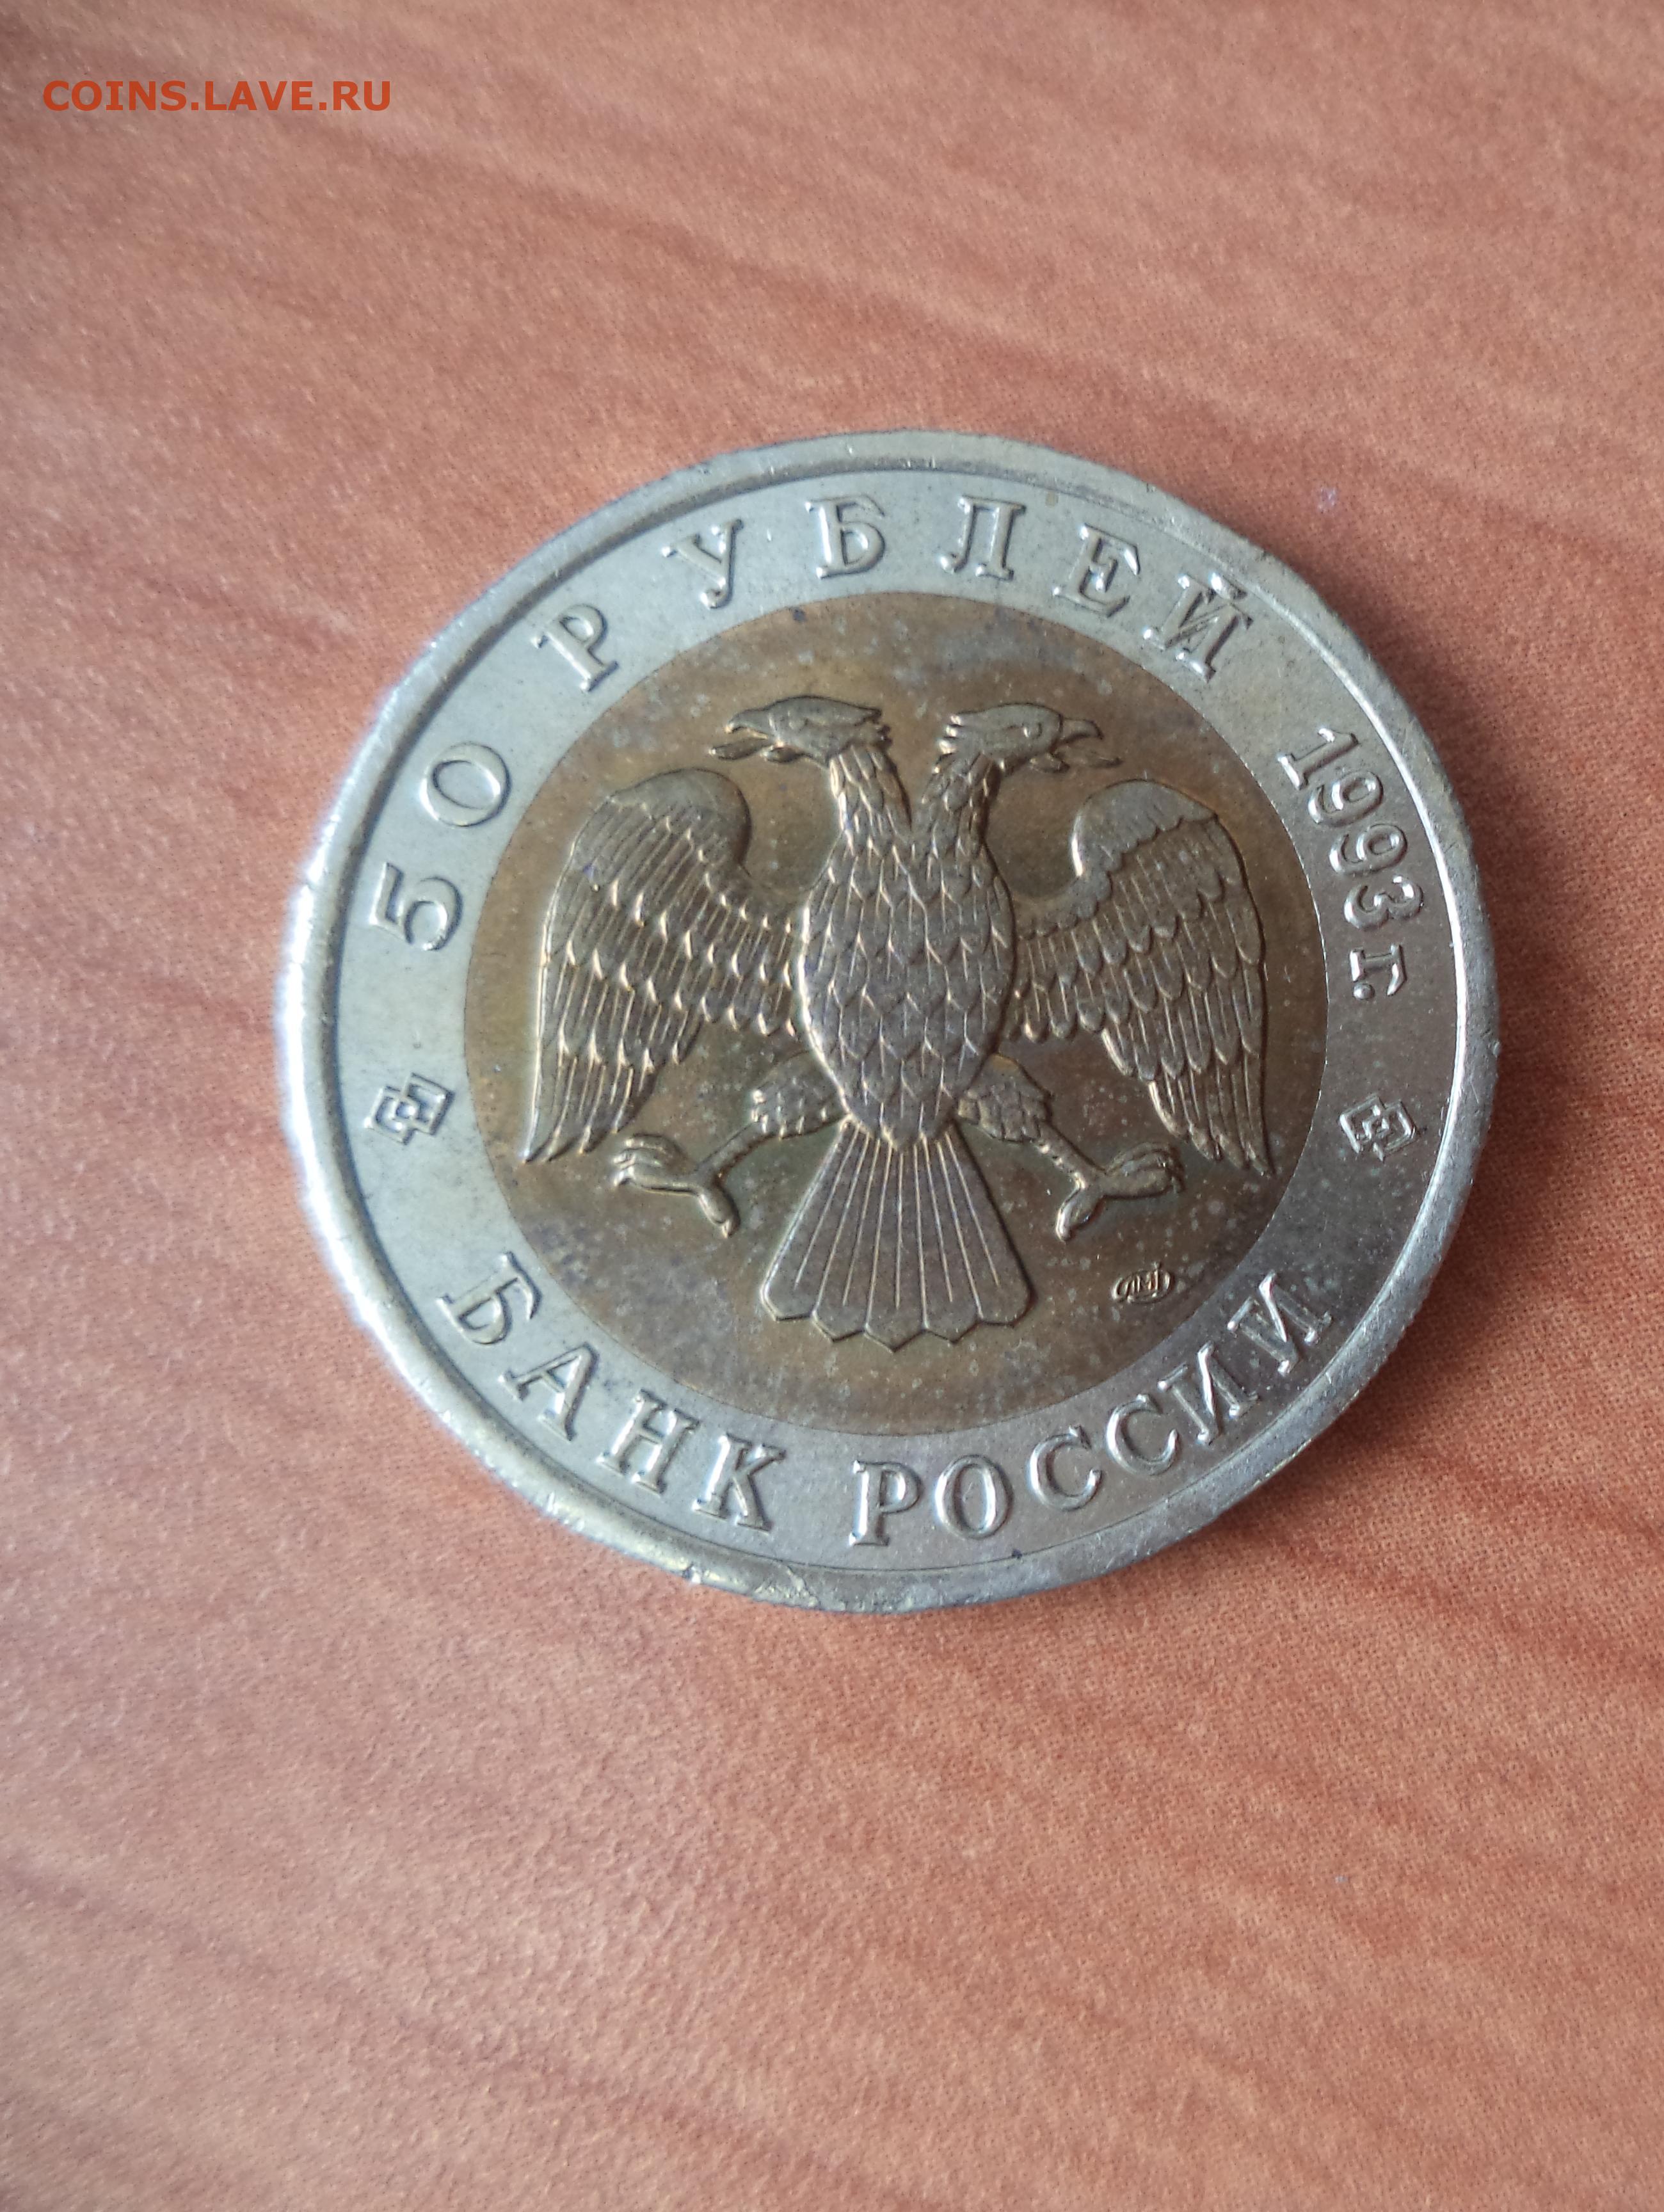 COINS.LAVE.RU
50 РУБЛЕЙ 1993 г.
ЛМД
БАНК РОССИИ